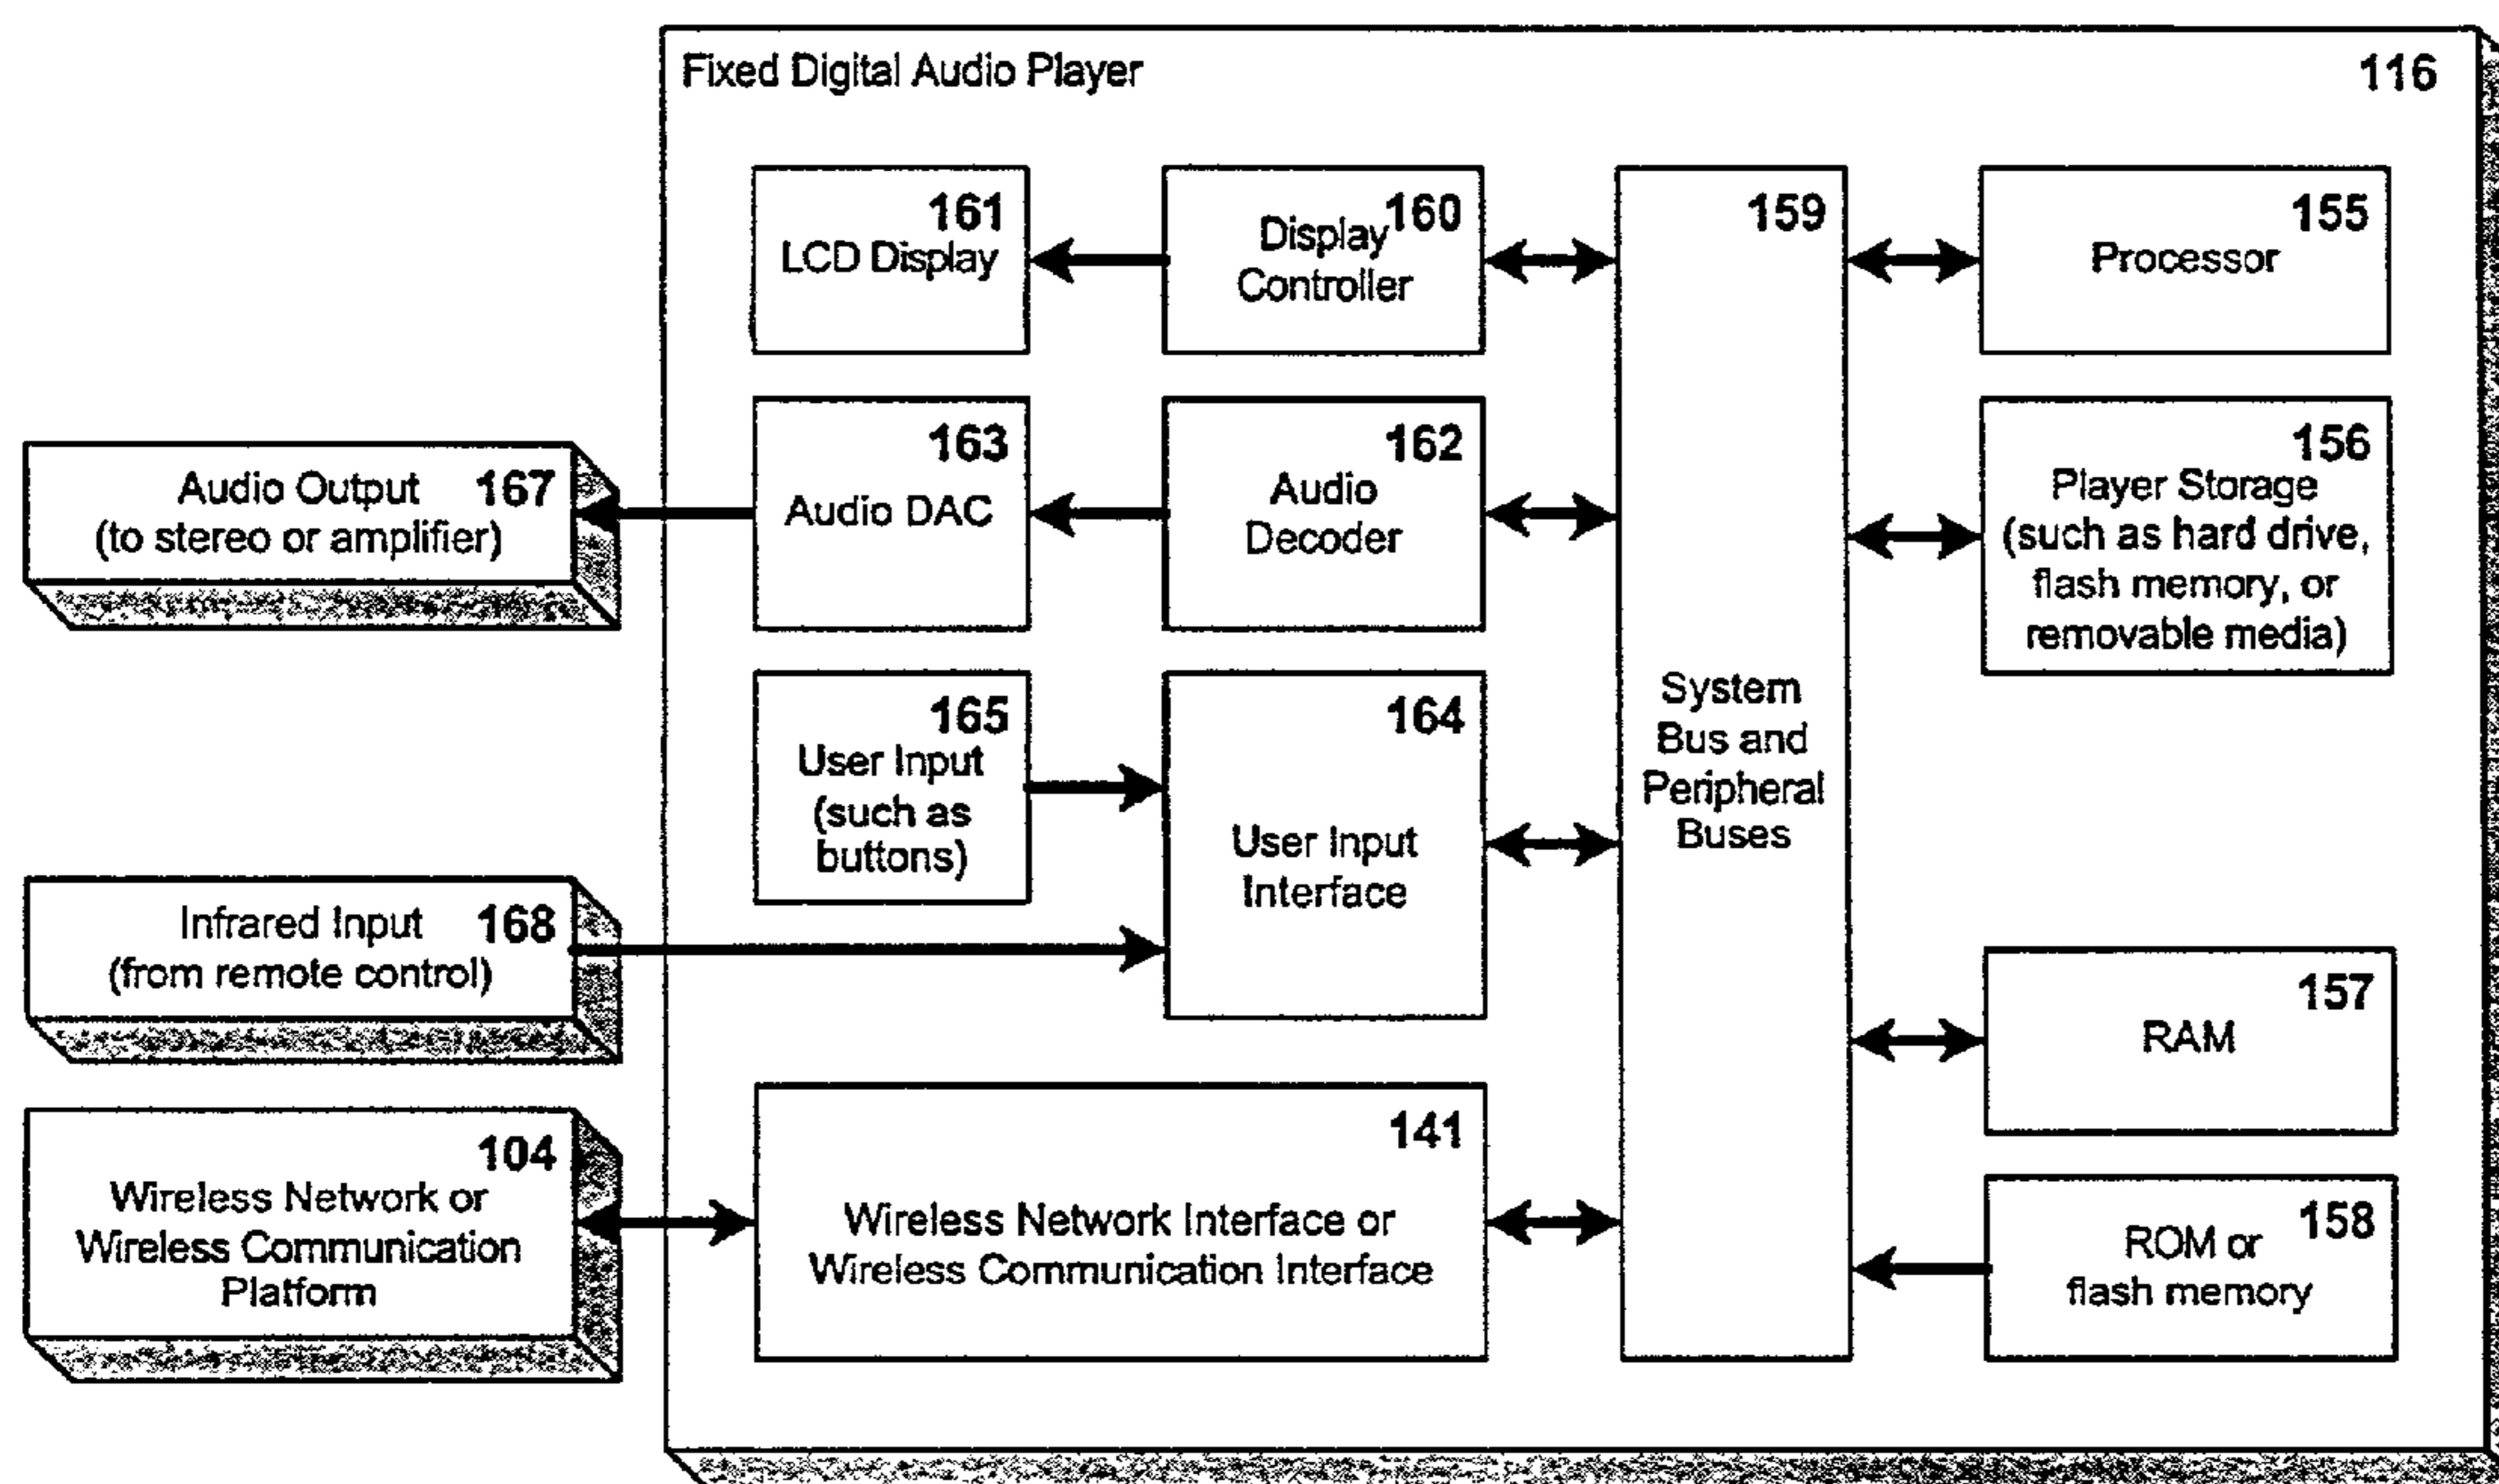 Fixed Digital Audio Player 116
161
LCD Display
160
Display
Controller
159
System
Bus and
Peripheral
Buses
155
Processor
163
Audio DAC
162
Audio
Decoder
156
Player Storage
(such as hard drive,
flash memory, or
removable media)
Audio Output 167
(to stereo or amplifier)
165
User Input
(such as
buttons)
164
User Input
Interface
Infrared Input 168
(from remote control)
157
RAM
104
Wireless Network or
Wireless Communication
Platform
141
Wireless Network Interface or
Wireless Communication Interface
158
ROM or
flash memory